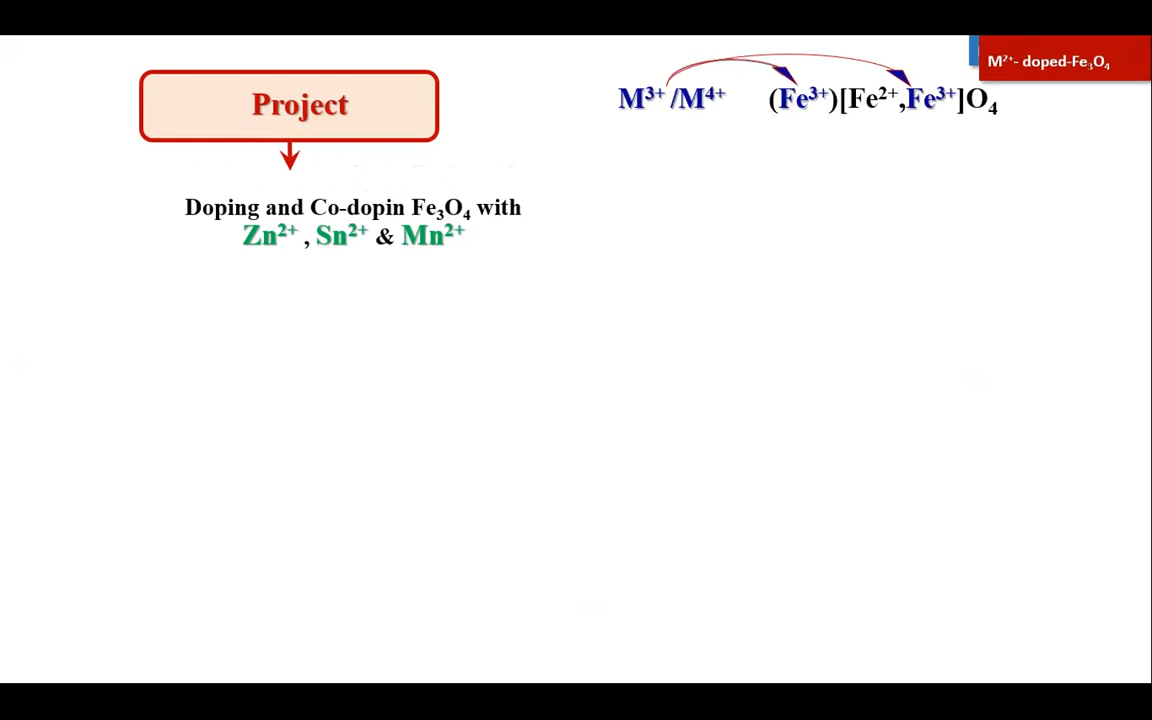 M²⁺- doped-Fe₃O₄
Project
M³⁺ /M⁴⁺ (Fe³⁺)[Fe²⁺,Fe³⁺]O₄
Doping and Co-dopin Fe₃O₄ with
Zn²⁺ , Sn²⁺ & Mn²⁺